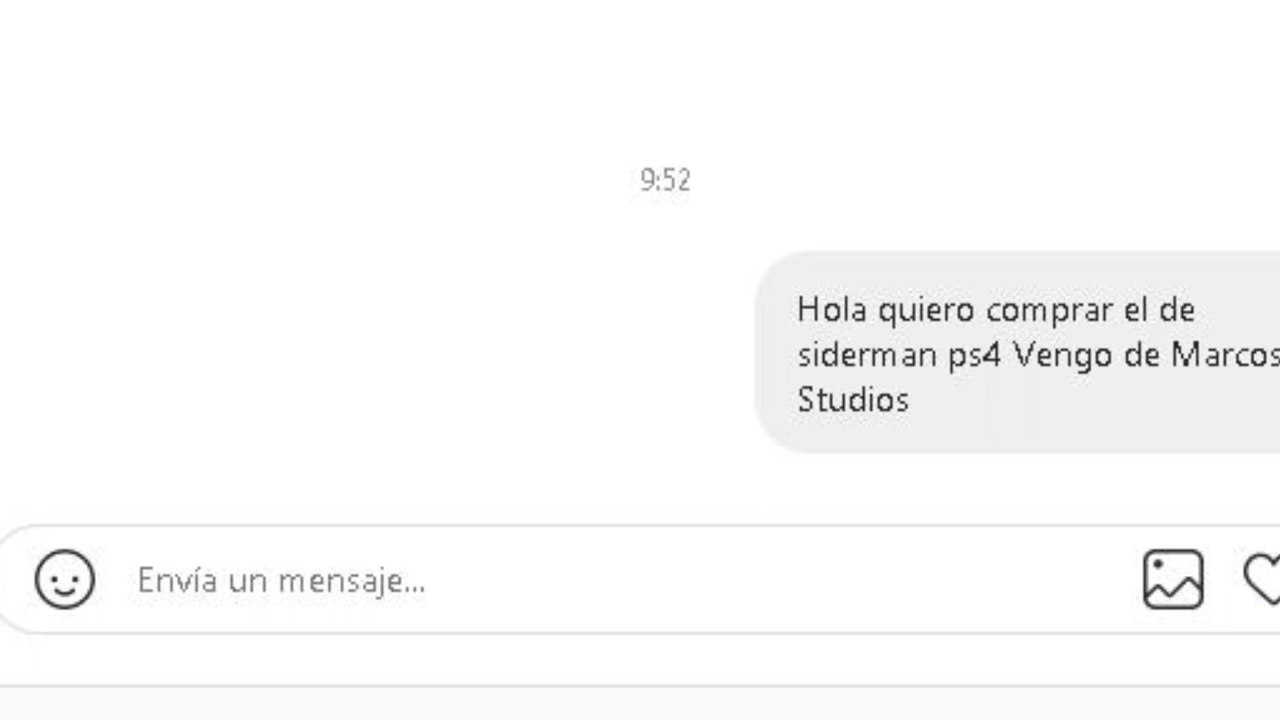 9:52
Hola quiero comprar el de
siderman ps4 Vengo de Marcos
Studios
Envía un mensaje...